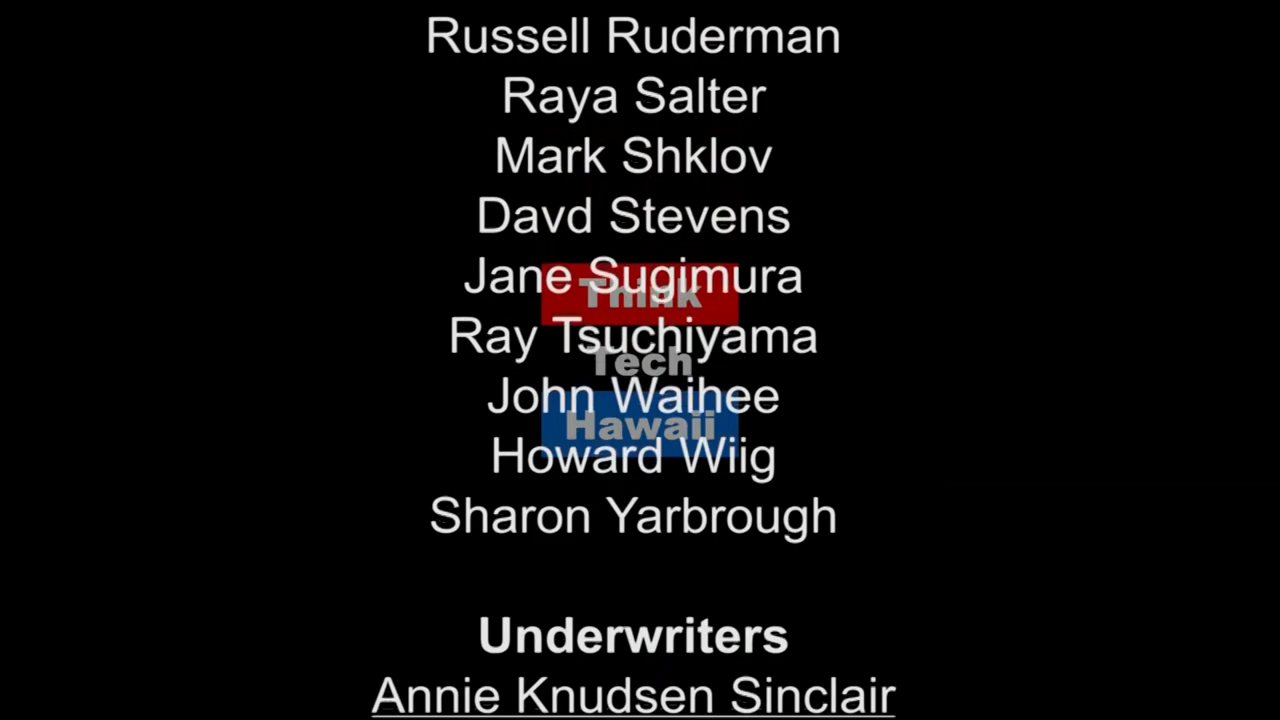 Russell Ruderman
Raya Salter
Mark Shklov
Davd Stevens
Jane Sugimura
Think
Ray Tsuchiyama
Tech
John Waihee
Hawaii
Howard Wiig
Sharon Yarbrough
Underwriters
Annie Knudsen Sinclair